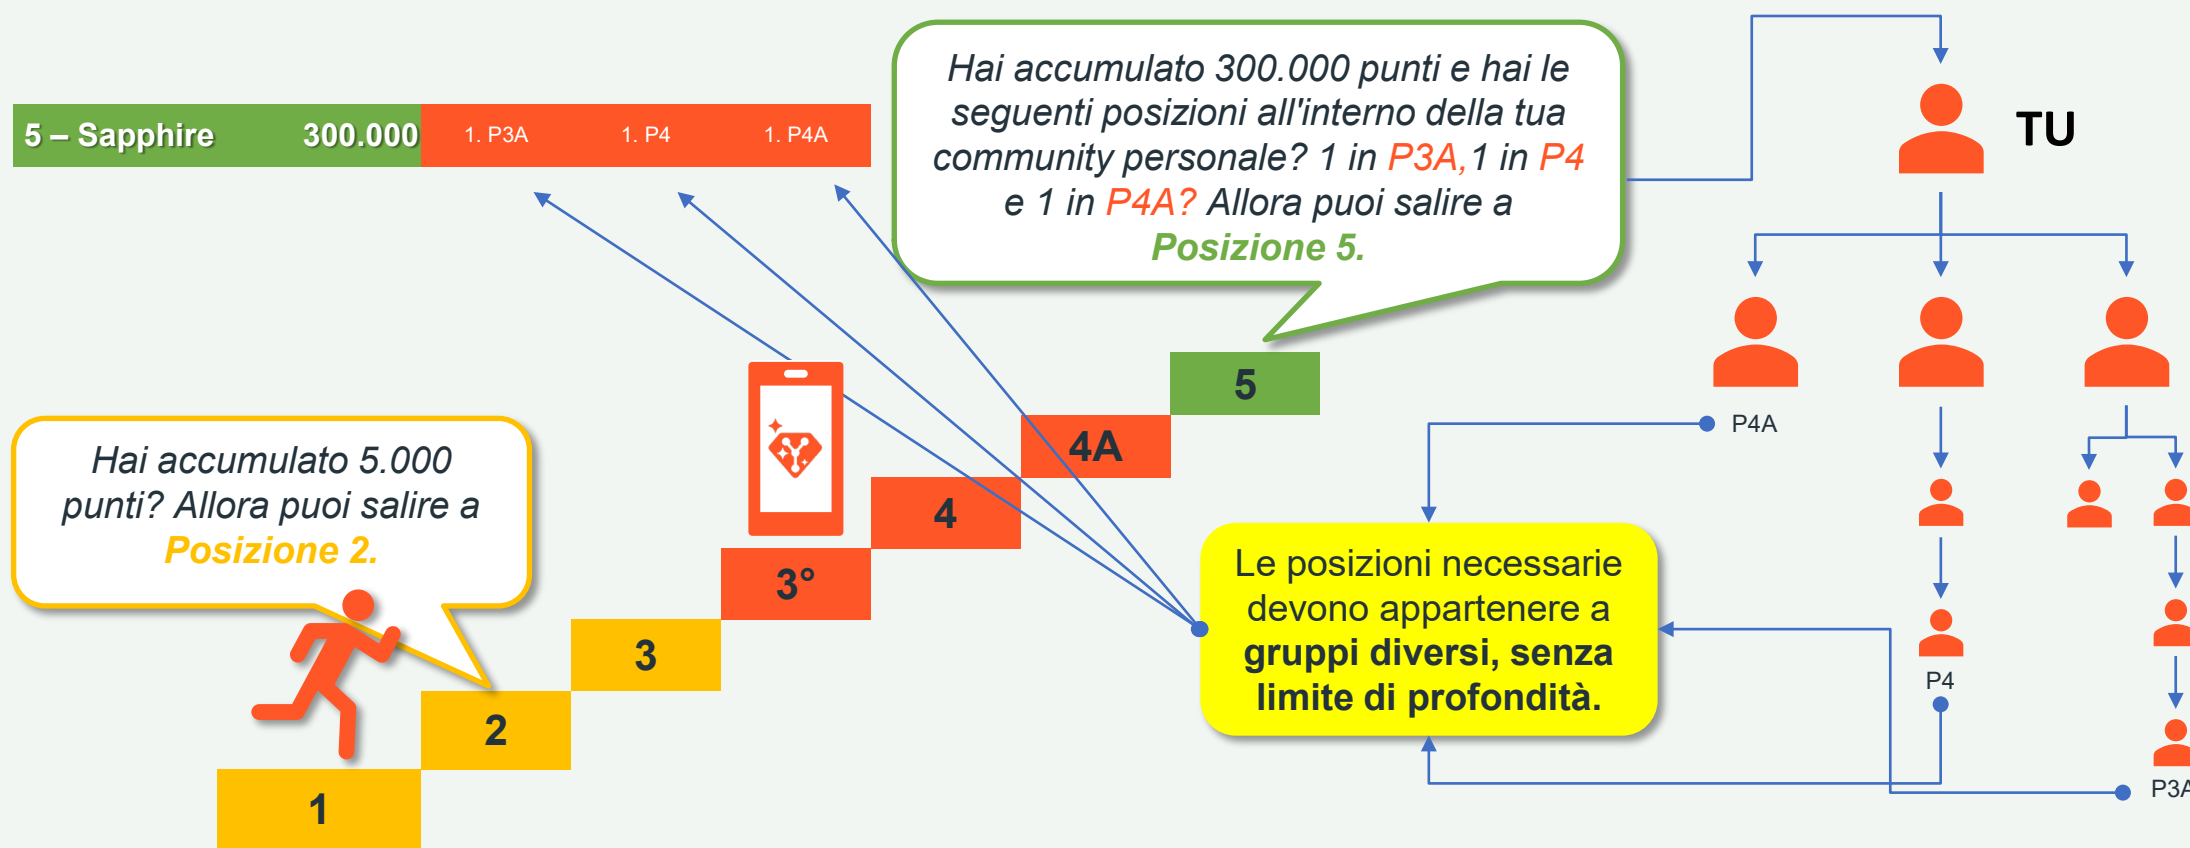 5 – Sapphire 300.000 1. P3A 1. P4 1. P4A
Hai accumulato 300.000 punti e hai le
seguenti posizioni all'interno della tua
community personale? 1 in P3A,1 in P4
e 1 in P4A? Allora puoi salire a
Posizione 5.
TU
Hai accumulato 5.000
punti? Allora puoi salire a
Posizione 2.
1
2
3
3°
4
4A
5
Le posizioni necessarie
devono appartenere a
gruppi diversi, senza
limite di profondità.
P4A
P4
P3A